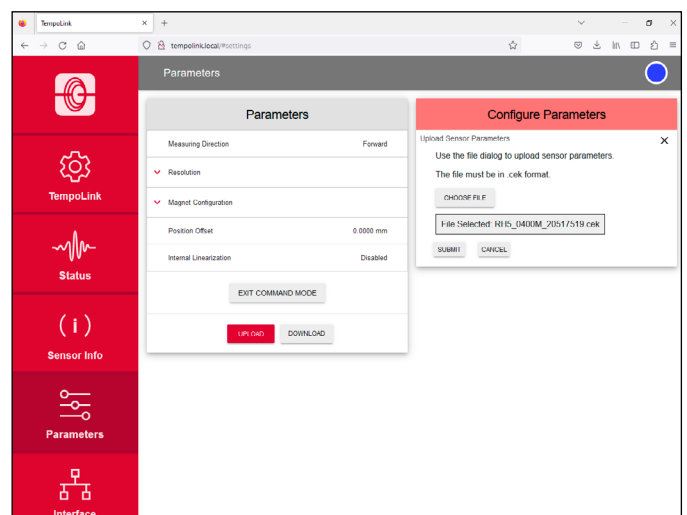 TempoLink
tempolink.local/#settings
Parameters
TempoLink
Status
Sensor Info
Parameters
Interface
Parameters
Measuring Direction Forward
Resolution
Magnet Configuration
Position Offset 0.0000 mm
Internal Linearization Disabled
EXIT COMMAND MODE
UPLOAD DOWNLOAD
Configure Parameters
Upload Sensor Parameters
Use the file dialog to upload sensor parameters.
The file must be in .cek format.
CHOOSE FILE
File Selected: RH5_0400M_20517519.cek
SUBMIT CANCEL